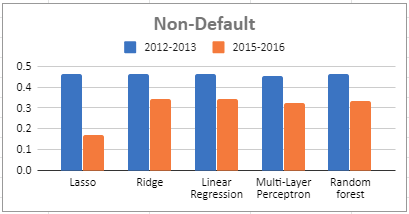 Non-Default
2012-2013 2015-2016
0.5
0.4
0.3
0.2
0.1
0.0
Lasso Ridge Linear Multi-Layer Random
Regression Perceptron forest